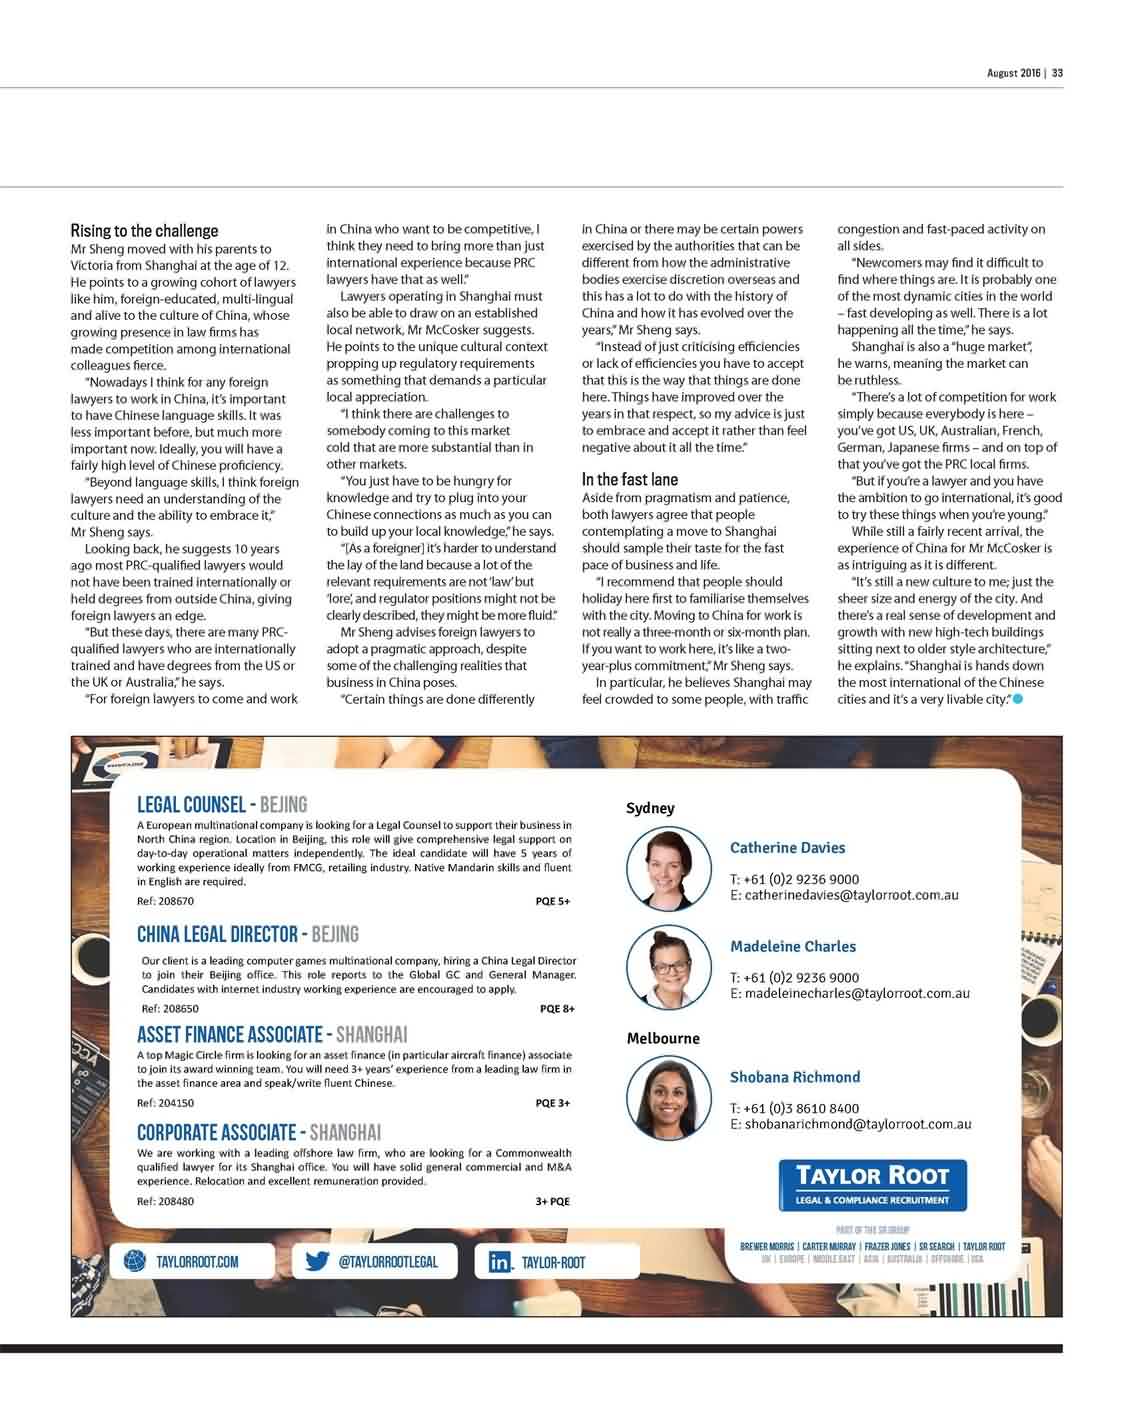 August 2016 | 33
Rising to the challenge
Mr Sheng moved with his parents to
Victoria from Shanghai at the age of 12.
He points to a growing cohort of lawyers
like him, foreign-educated, multi-lingual
and alive to the culture of China, whose
growing presence in law firms has
made competition among international
colleagues fierce.
“Nowadays I think for any foreign
lawyers to work in China, it’s important
to have Chinese language skills. It was
less important before, but much more
important now. Ideally, you will have a
fairly high level of Chinese proficiency.
“Beyond language skills, I think foreign
lawyers need an understanding of the
culture and the ability to embrace it,”
Mr Sheng says.
Looking back, he suggests 10 years
ago most PRC-qualified lawyers would
not have been trained internationally or
held degrees from outside China, giving
foreign lawyers an edge.
“But these days, there are many PRC-
qualified lawyers who are internationally
trained and have degrees from the US or
the UK or Australia,” he says.
“For foreign lawyers to come and work
in China who want to be competitive, I
think they need to bring more than just
international experience because PRC
lawyers have that as well.”
Lawyers operating in Shanghai must
also be able to draw on an established
local network, Mr McCosker suggests.
He points to the unique cultural context
propping up regulatory requirements
as something that demands a particular
local appreciation.
“I think there are challenges to
somebody coming to this market
cold that are more substantial than in
other markets.
“You just have to be hungry for
knowledge and try to plug into your
Chinese connections as much as you can
to build up your local knowledge,” he says.
“[As a foreigner] it’s harder to understand
the lay of the land because a lot of the
relevant requirements are not ‘law’ but
‘lore’, and regulator positions might not be
clearly described, they might be more fluid.”
Mr Sheng advises foreign lawyers to
adopt a pragmatic approach, despite
some of the challenging realities that
business in China poses.
“Certain things are done differently
in China or there may be certain powers
exercised by the authorities that can be
different from how the administrative
bodies exercise discretion overseas and
this has a lot to do with the history of
China and how it has evolved over the
years,” Mr Sheng says.
“Instead of just criticising efficiencies
or lack of efficiencies you have to accept
that this is the way that things are done
here. Things have improved over the
years in that respect, so my advice is just
to embrace and accept it rather than feel
negative about it all the time.”
In the fast lane
Aside from pragmatism and patience,
both lawyers agree that people
contemplating a move to Shanghai
should sample their taste for the fast
pace of business and life.
“I recommend that people should
holiday here first to familiarise themselves
with the city. Moving to China for work is
not really a three-month or six-month plan.
If you want to work here, it’s like a two-
year-plus commitment,” Mr Sheng says.
In particular, he believes Shanghai may
feel crowded to some people, with traffic
congestion and fast-paced activity on
all sides.
“Newcomers may find it difficult to
find where things are. It is probably one
of the most dynamic cities in the world
– fast developing as well. There is a lot
happening all the time,” he says.
Shanghai is also a “huge market”,
he warns, meaning the market can
be ruthless.
“There’s a lot of competition for work
simply because everybody is here –
you’ve got US, UK, Australian, French,
German, Japanese firms – and on top of
that you’ve got the PRC local firms.
“But if you’re a lawyer and you have
the ambition to go international, it’s good
to try these things when you’re young.”
While still a fairly recent arrival, the
experience of China for Mr McCosker is
as intriguing as it is different.
“It’s still a new culture to me; just the
sheer size and energy of the city. And
there’s a real sense of development and
growth with new high-tech buildings
sitting next to older style architecture,”
he explains. “Shanghai is hands down
the most international of the Chinese
cities and it’s a very livable city.”
LEGAL COUNSEL - BEJING
A European multinational company is looking for a Legal Counsel to support their business in
North China region. Location in Beijing, this role will give comprehensive legal support on
day-to-day operational matters independently. The ideal candidate will have 5 years of
working experience ideally from FMCG, retailing industry. Native Mandarin skills and fluent
in English are required.
Ref: 208670 PQE 5+
CHINA LEGAL DIRECTOR - BEJING
Our client is a leading computer games multinational company, hiring a China Legal Director
to join their Beijing office. This role reports to the Global GC and General Manager.
Candidates with internet industry working experience are encouraged to apply.
Ref: 208650 PQE 8+
ASSET FINANCE ASSOCIATE - SHANGHAI
A top Magic Circle firm is looking for an asset finance (in particular aircraft finance) associate
to join its award winning team. You will need 3+ years’ experience from a leading law firm in
the asset finance area and speak/write fluent Chinese.
Ref: 204150 PQE 3+
CORPORATE ASSOCIATE - SHANGHAI
We are working with a leading offshore law firm, who are looking for a Commonwealth
qualified lawyer for its Shanghai office. You will have solid general commercial and M&A
experience. Relocation and excellent remuneration provided.
Ref: 208480 3+ PQE
Sydney
Catherine Davies
T: +61 (0)2 9236 9000
E: catherinedavies@taylorroot.com.au
Madeleine Charles
T: +61 (0)2 9236 9000
E: madeleinecharles@taylorroot.com.au
Melbourne
Shobana Richmond
T: +61 (0)3 8610 8400
E: shobanarichmond@taylorroot.com.au
TAYLOR ROOT
LEGAL & COMPLIANCE RECRUITMENT
PART OF THE SR GROUP
BREWER MORRIS | CARTER MURRAY | FRAZER JONES | SR SEARCH | TAYLOR ROOT
UK | EUROPE | MIDDLE EAST | ASIA | AUSTRALIA | OFFSHORE | USA
TAYLORROOT.COM
@TAYLORROOTLEGAL
in. TAYLOR-ROOT